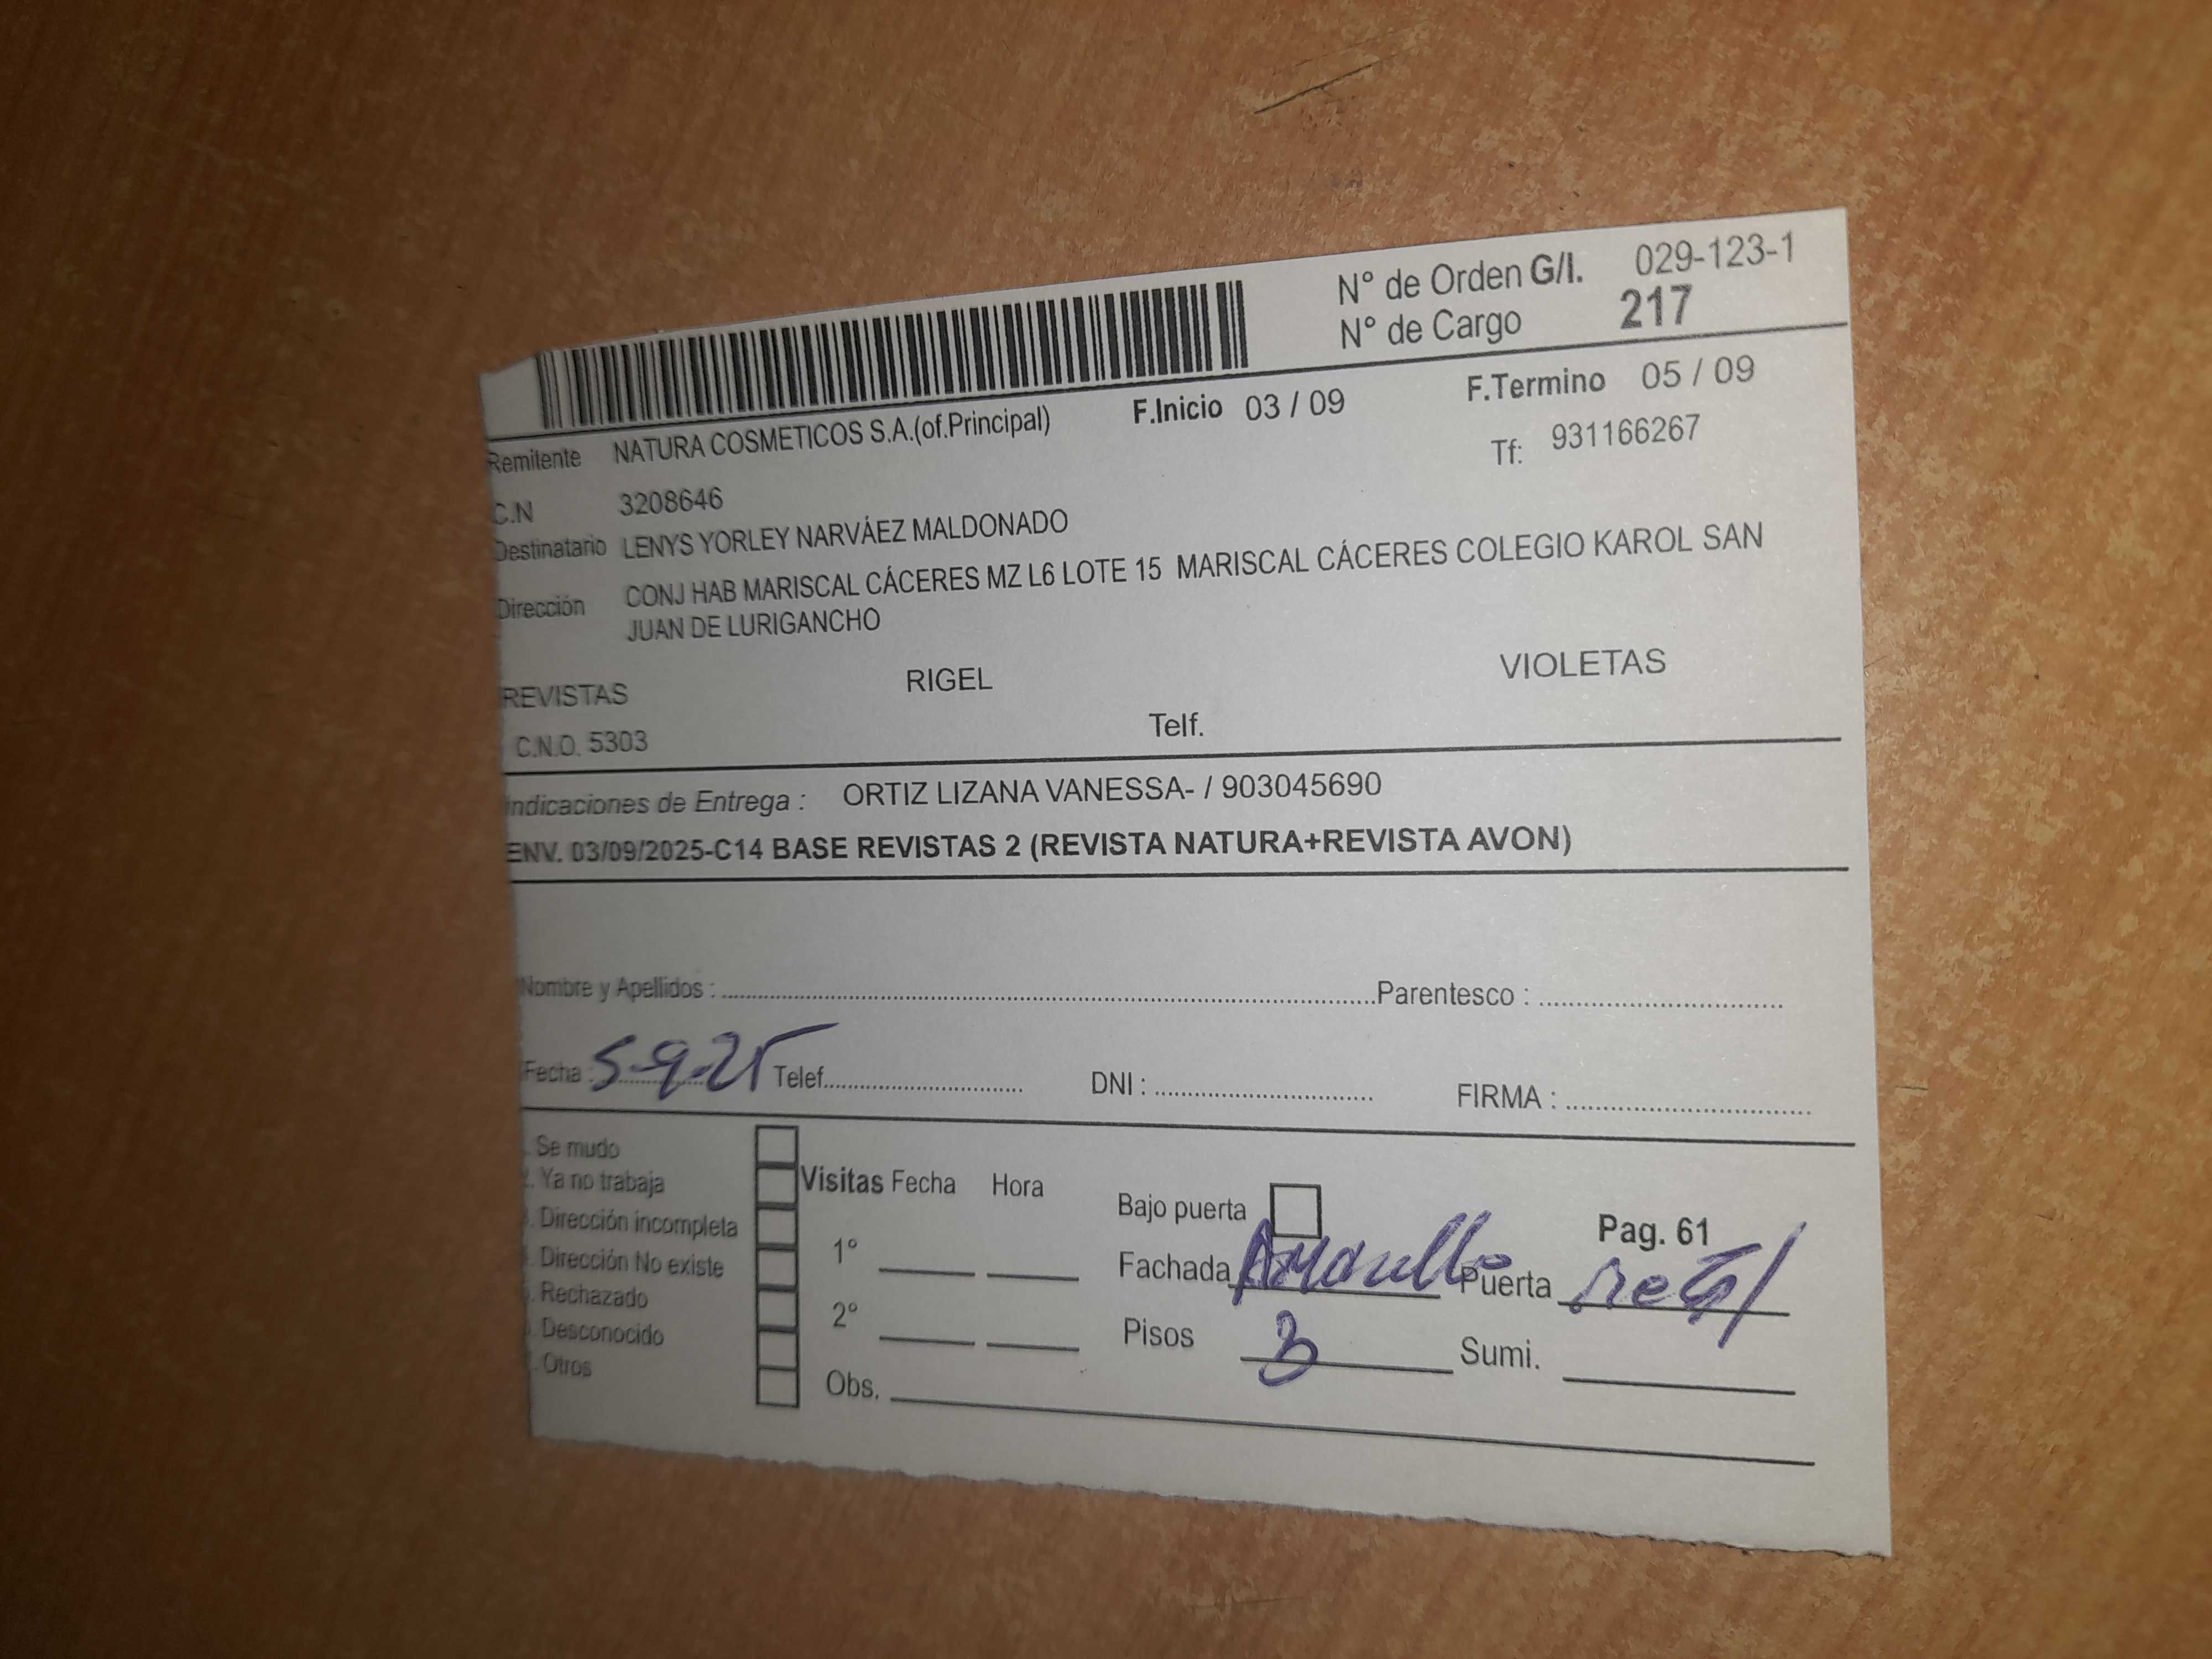 N° de Orden G/I. 029-123-1
N° de Cargo 217
F.Inicio 03 / 09 F.Termino 05 / 09
Remitente NATURA COSMETICOS S.A.(of.Principal)
Tf: 931166267
C.N 3208646
Destinatario LENYS YORLEY NARVÁEZ MALDONADO
Dirección CONJ HAB MARISCAL CÁCERES MZ L6 LOTE 15 MARISCAL CÁCERES COLEGIO KAROL SAN
JUAN DE LURIGANCHO
REVISTAS RIGEL VIOLETAS
C.N.O. 5303 Telf.
Indicaciones de Entrega : ORTIZ LIZANA VANESSA- / 903045690
ENV. 03/09/2025-C14 BASE REVISTAS 2 (REVISTA NATURA+REVISTA AVON)
Nombre y Apellidos : Parentesco :
Fecha : 5-9-25 Telef. DNI : FIRMA :
. Se mudo
. Ya no trabaja
. Dirección incompleta
. Dirección No existe
. Rechazado
. Desconocido
. Otros
Visitas Fecha Hora
1°
2°
Obs.
Bajo puerta Pag. 61
Fachada Amarillo Puerta metal
Pisos 3 Sumi.